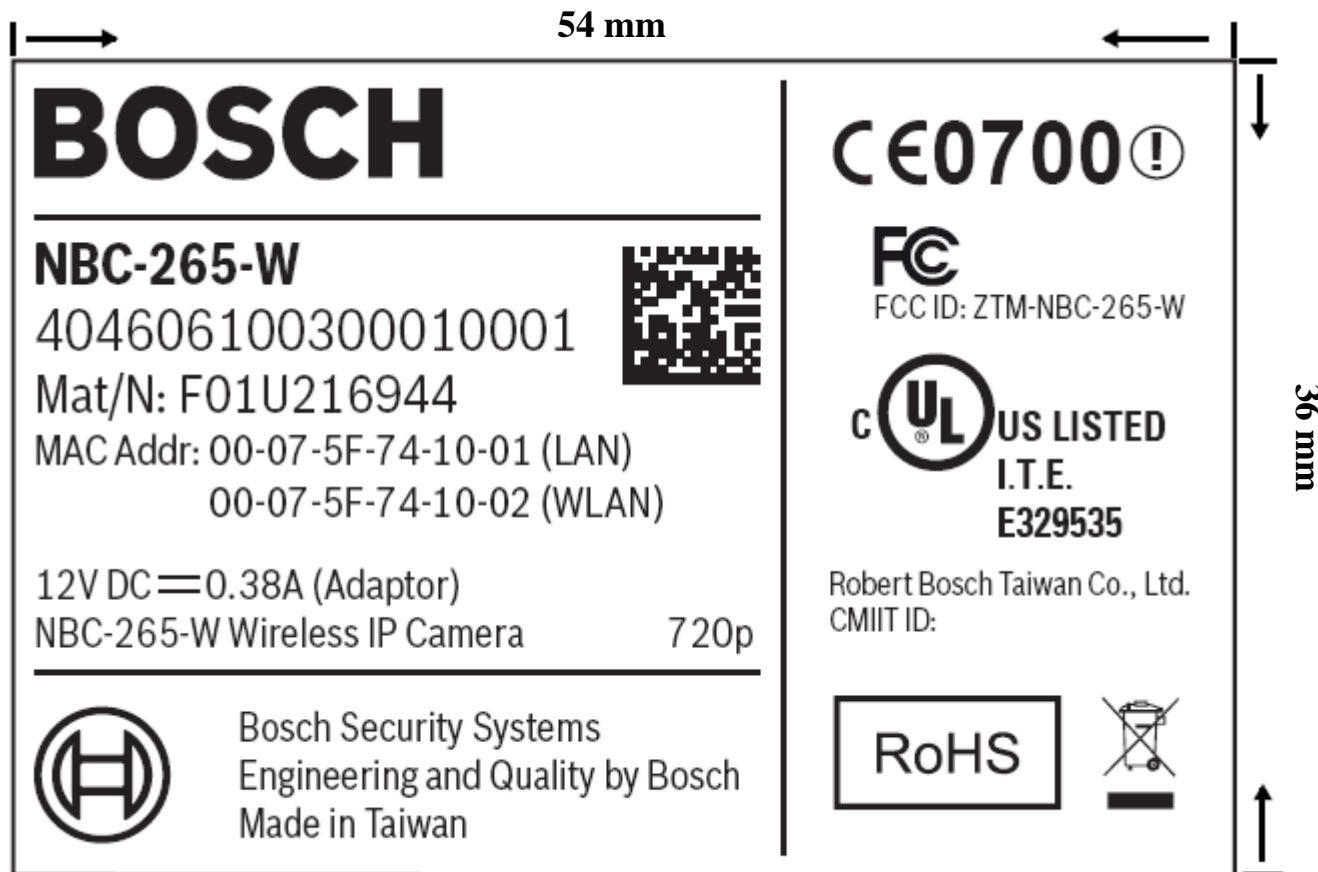 54 mm
BOSCH
NBC-265-W
404606100300010001
Mat/N: F01U216944
MAC Addr: 00-07-5F-74-10-01 (LAN)
00-07-5F-74-10-02 (WLAN)
12V DC ⎓ 0.38A (Adaptor)
NBC-265-W Wireless IP Camera 720p
Bosch Security Systems
Engineering and Quality by Bosch
Made in Taiwan
CE0700!
FC
FCC ID: ZTM-NBC-265-W
C UL ® US LISTED
I.T.E.
E329535
Robert Bosch Taiwan Co., Ltd.
CMIIT ID:
RoHS
36 mm